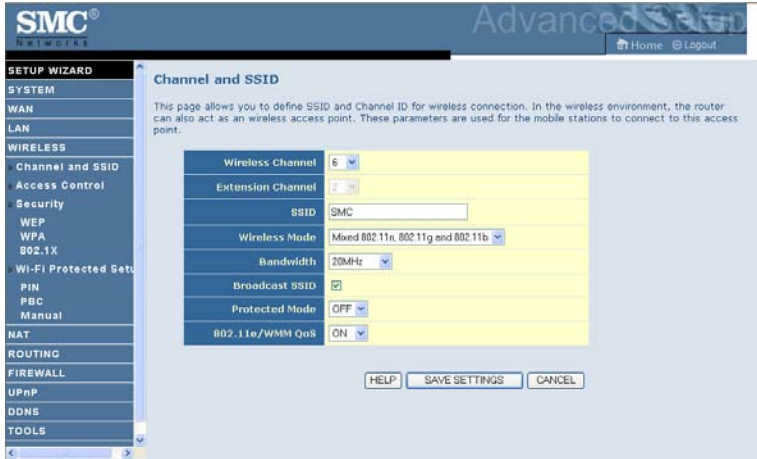 SMC®
Networks
Advanced Setup
Home Logout
SETUP WIZARD
SYSTEM
WAN
LAN
WIRELESS
Channel and SSID
Access Control
Security
WEP
WPA
802.1X
Wi-Fi Protected Setu
PIN
PBC
Manual
NAT
ROUTING
FIREWALL
UPnP
DDNS
TOOLS
Channel and SSID
This page allows you to define SSID and Channel ID for wireless connection. In the wireless environment, the router
can also act as an wireless access point. These parameters are used for the mobile stations to connect to this access
point.
Wireless Channel 6
Extension Channel 2
SSID SMC
Wireless Mode Mixed 802.11n, 802.11g and 802.11b
Bandwidth 20MHz
Broadcast SSID
Protected Mode OFF
802.11e/WMM QoS ON
HELP SAVE SETTINGS CANCEL